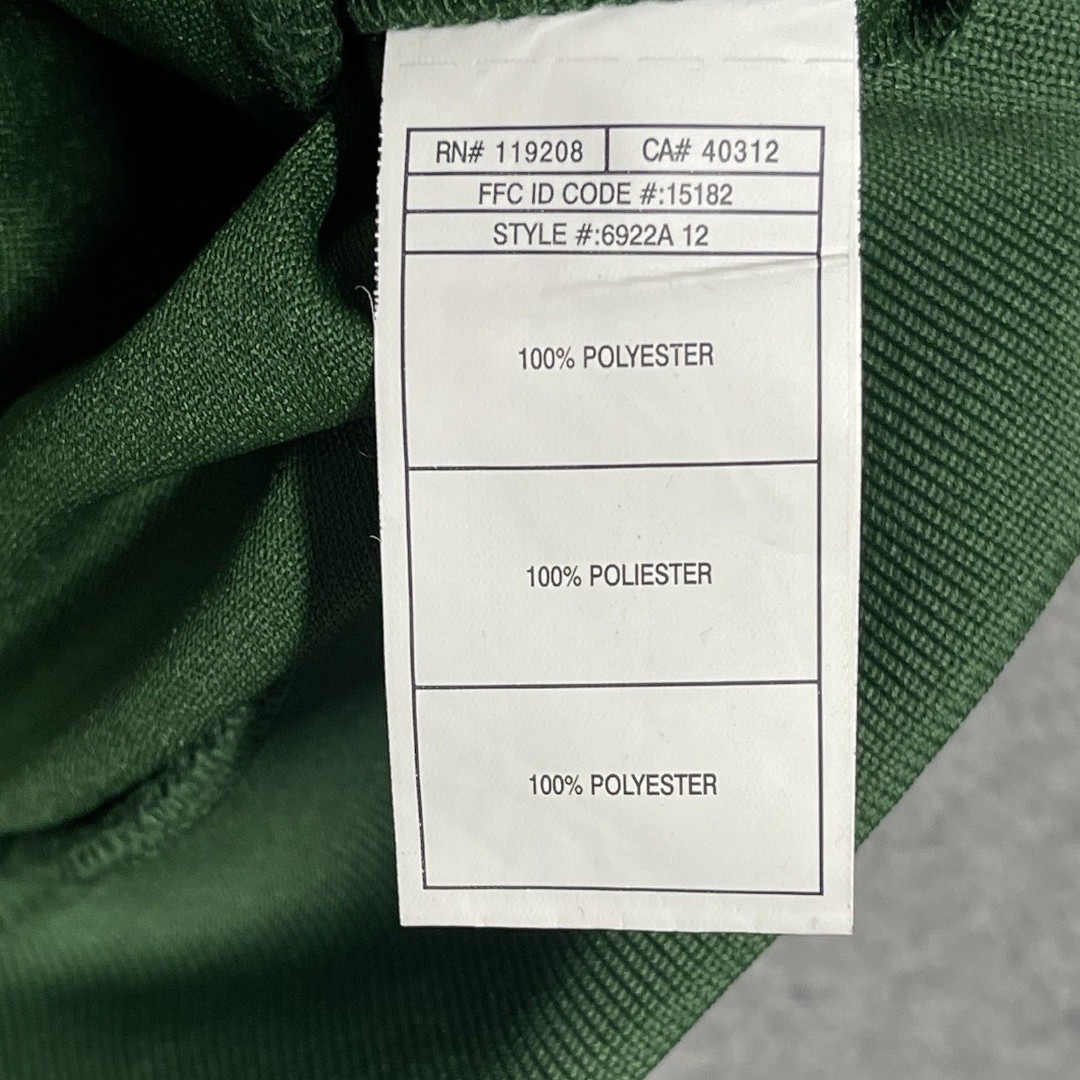 RN# 119208 CA# 40312
FFC ID CODE #:15182
STYLE #:6922A 12
100% POLYESTER
100% POLIESTER
100% POLYESTER